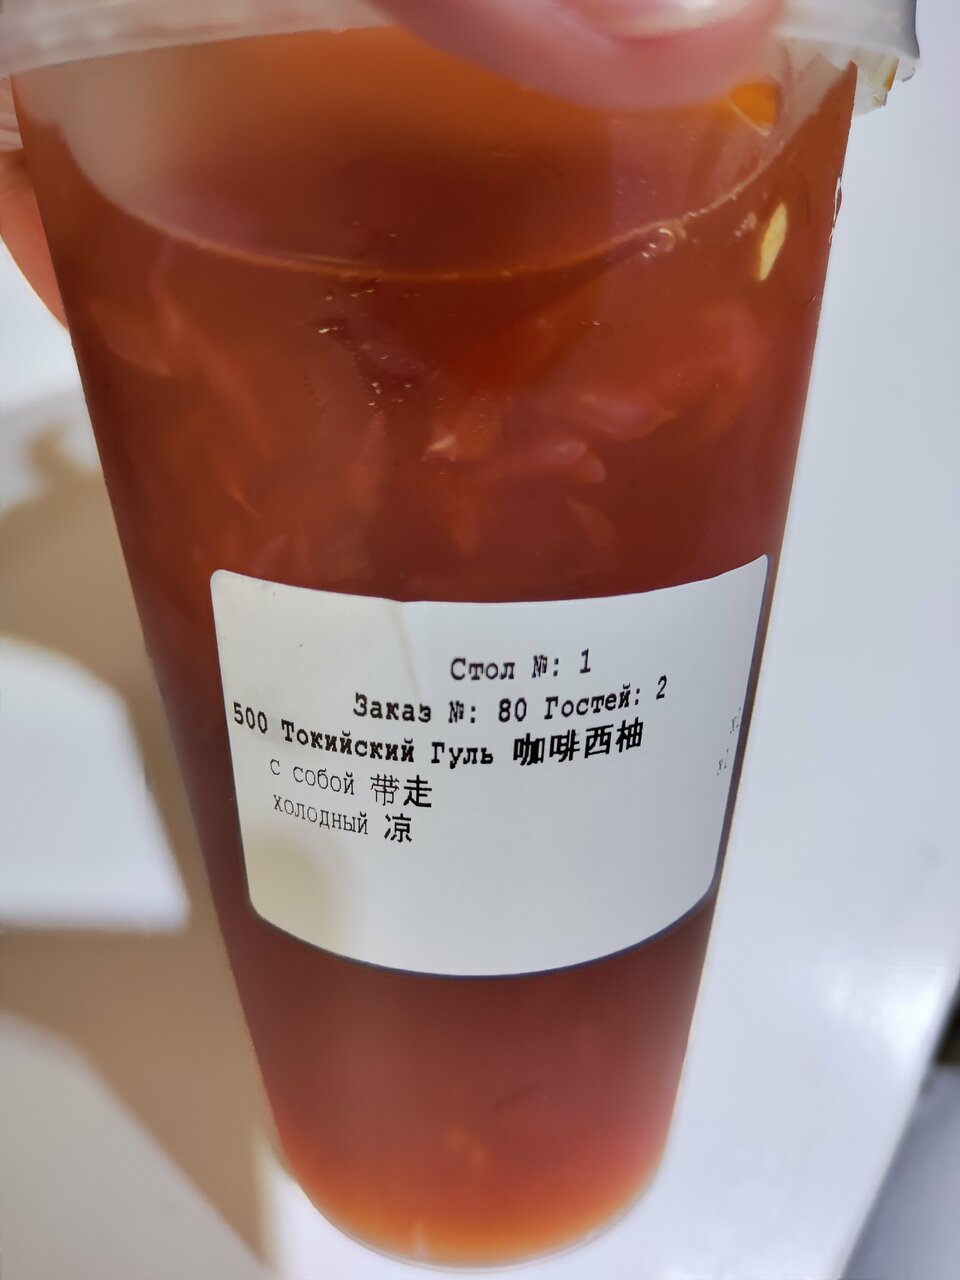 Стол №: 1
Заказ №: 80 Гостей: 2
500 Токийский Гуль 咖啡西柚
с собой 带走
холодный 凉